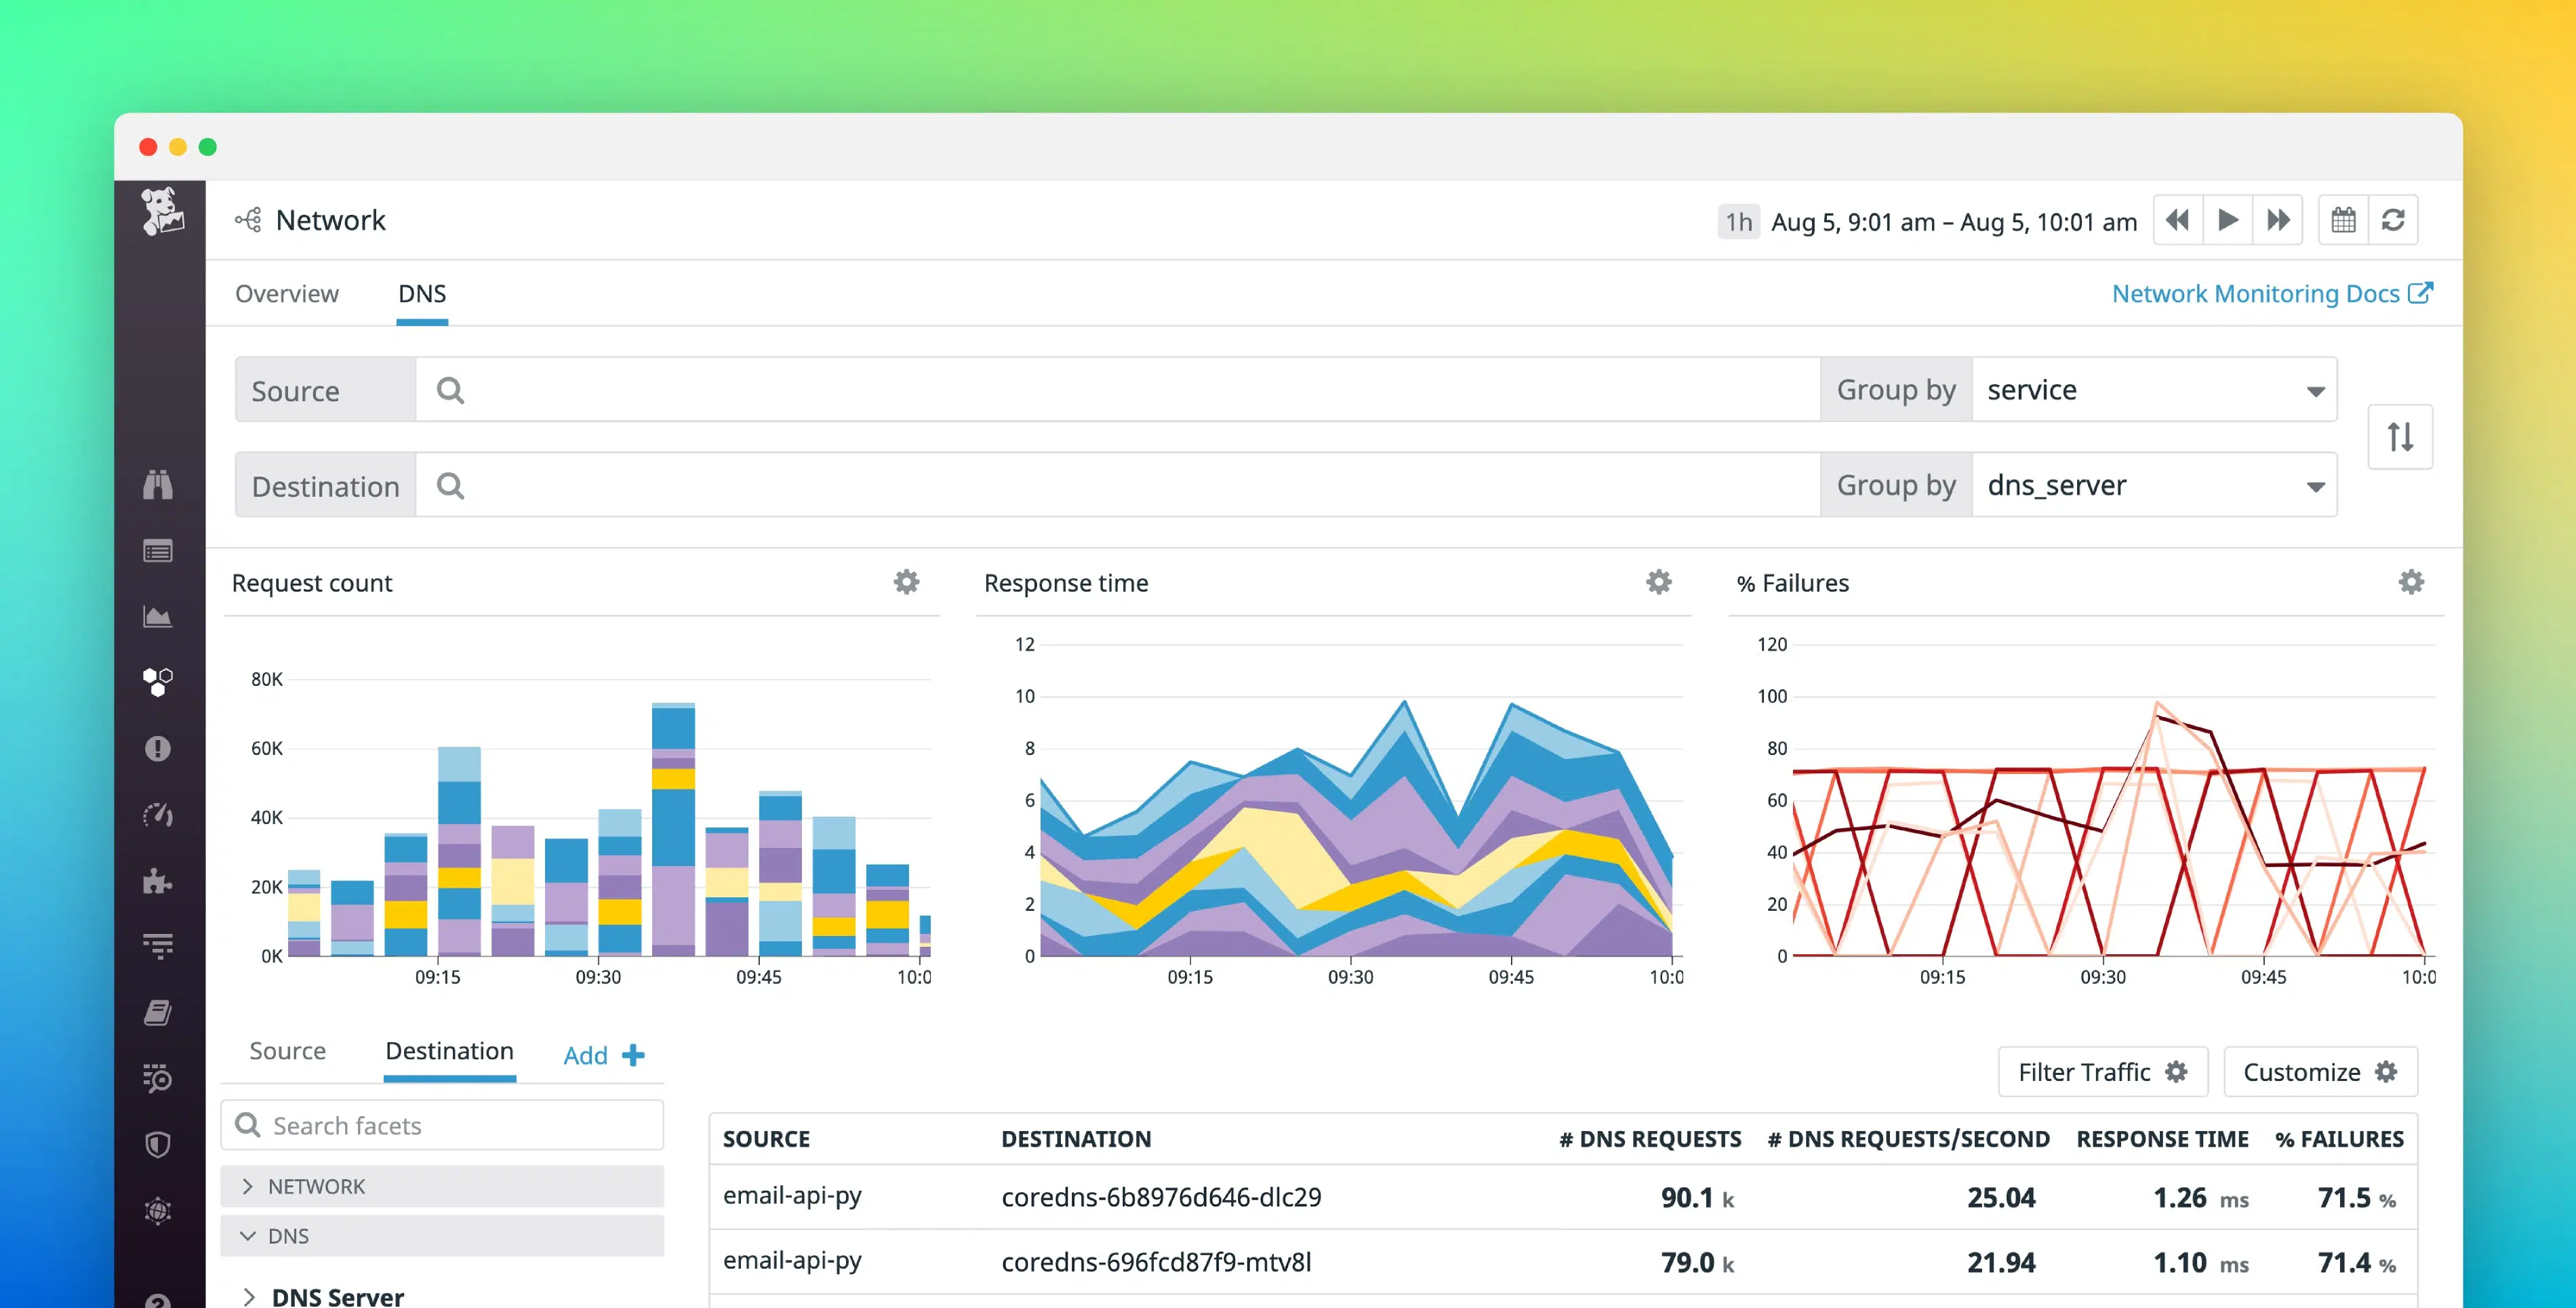 Network
1h Aug 5, 9:01 am – Aug 5, 10:01 am
Overview DNS
Network Monitoring Docs
Source Group by service
Destination Group by dns_server
Request count
80K
60K
40K
20K
0K
09:15 09:30 09:45 10:0
Response time
12
10
8
6
4
2
0
09:15 09:30 09:45 10:0
% Failures
120
100
80
60
40
20
0
09:15 09:30 09:45 10:0
Source Destination Add
Search facets
NETWORK
DNS
DNS Server
Filter Traffic Customize
SOURCE DESTINATION # DNS REQUESTS # DNS REQUESTS/SECOND RESPONSE TIME % FAILURES
email-api-py coredns-6b8976d646-dlc29 90.1 k 25.04 1.26 ms 71.5 %
email-api-py coredns-696fcd87f9-mtv8l 79.0 k 21.94 1.10 ms 71.4 %